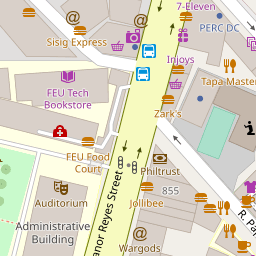 7-Eleven
Sisig Express
PERC DC
Injoys
FEU Tech
Bookstore
Tapa Master
Zark's
FEU Food
Court
Philtrust
Auditorium
855
Jollibee
Administrative
Building
Wargods
anor Reyes Street
R. Pa